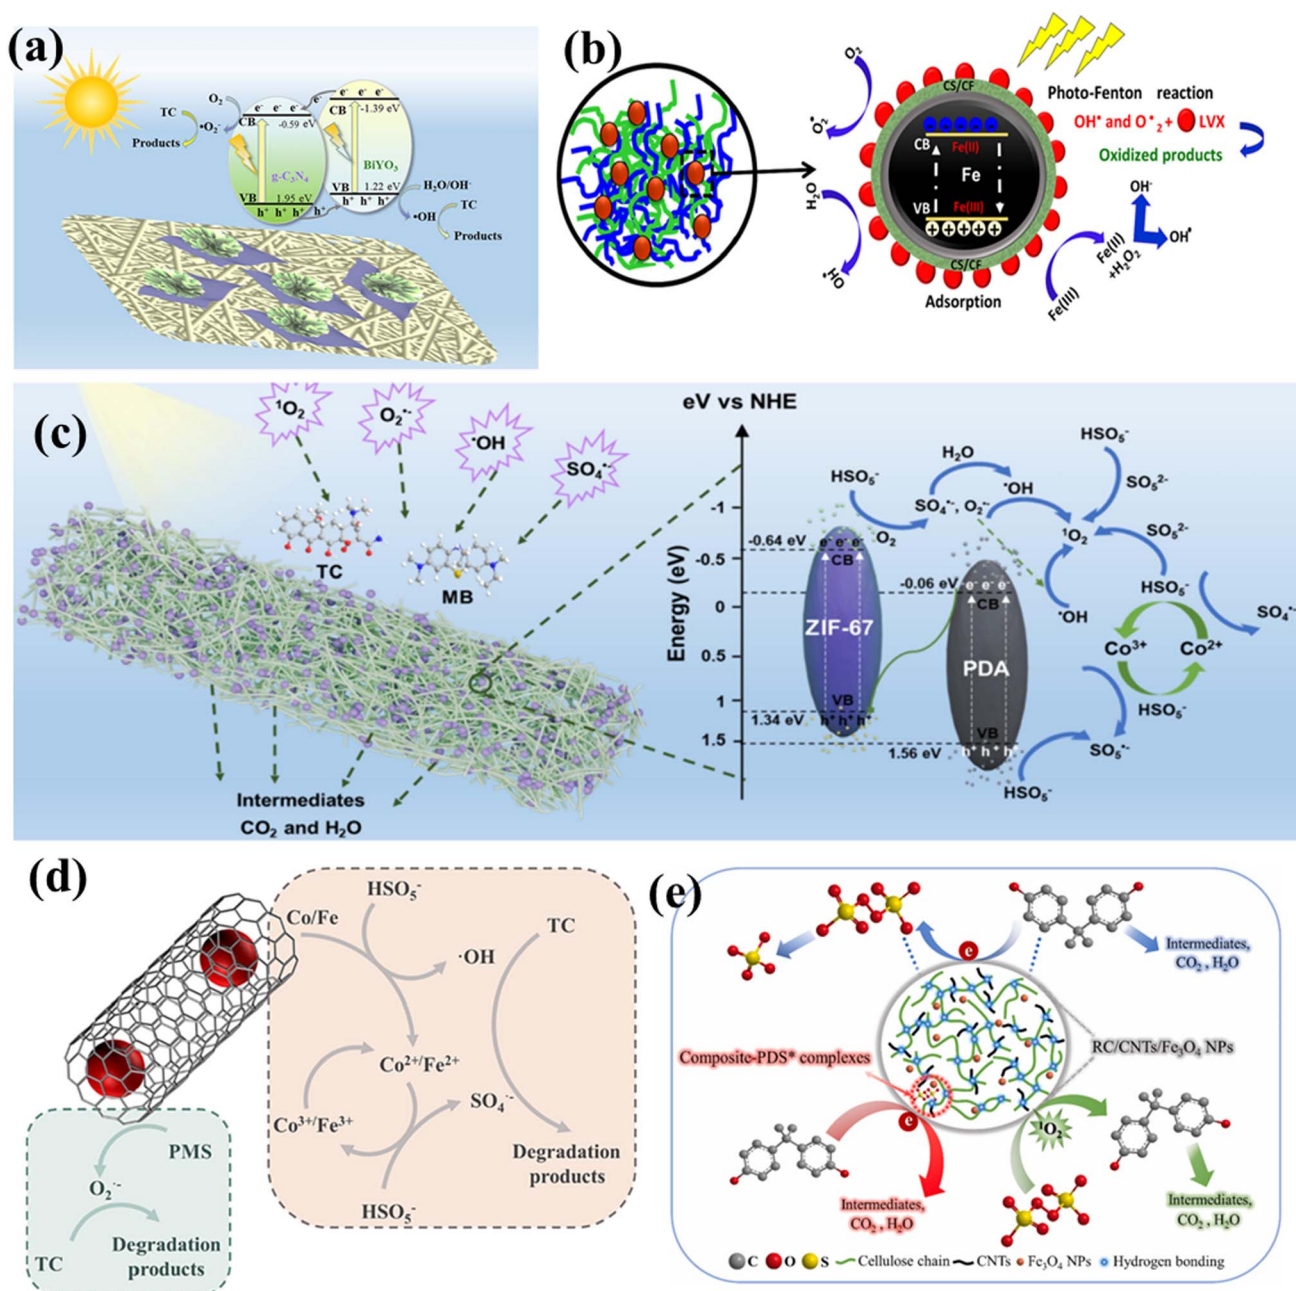 (a)
TC
O₂
•O₂⁻
Products
e⁻ e⁻ e⁻
CB
-0.59 eV
g-C₃N₄
VB
1.95 eV
h⁺ h⁺ h⁺
e⁻
h⁺
e⁻ e⁻ e⁻
CB
-1.39 eV
BiYO₃
VB
1.22 eV
h⁺ h⁺ h⁺
H₂O/OH⁻
•OH
TC
Products
(b)
O₂
O₂•
H₂O
•HO
CS/CF
CB
Fe(II)
Fe
VB
Fe(III)
+ + + + +
CS/CF
Adsorption
Photo-Fenton reaction
OH• and O•₂ + LVX
Oxidized products
Fe(III)
Fe(II)
+H₂O₂
OH⁻
OH•
(c)
¹O₂
O₂•⁻
•OH
SO₄•⁻
TC
MB
Intermediates
CO₂ and H₂O
eV vs NHE
Energy (eV)
-1
-0.5
0
0.5
1
1.5
-0.64 eV
-0.06 eV
1.34 eV
1.56 eV
e⁻ e⁻ e⁻
CB
ZIF-67
VB
h⁺ h⁺ h⁺
e⁻ e⁻ e⁻
CB
PDA
VB
h⁺ h⁺ h⁺
HSO₅⁻
O₂
SO₄•⁻, O₂•⁻
H₂O
•OH
HSO₅⁻
SO₅²⁻
¹O₂
SO₅²⁻
HSO₅⁻
•OH
SO₄•⁻
Co³⁺
Co²⁺
HSO₅⁻
SO₅•⁻
HSO₅⁻
(d)
Co/Fe
HSO₅⁻
TC
·OH
Co²⁺/Fe²⁺
Co³⁺/Fe³⁺
SO₄·⁻
HSO₅⁻
Degradation
products
PMS
O₂·⁻
TC
Degradation
products
(e)
e
Intermediates,
CO₂ , H₂O
Composite-PDS* complexes
RC/CNTs/Fe₃O₄ NPs
e
¹O₂
Intermediates,
CO₂ , H₂O
Intermediates,
CO₂ , H₂O
C O S Cellulose chain CNTs Fe₃O₄ NPs Hydrogen bonding